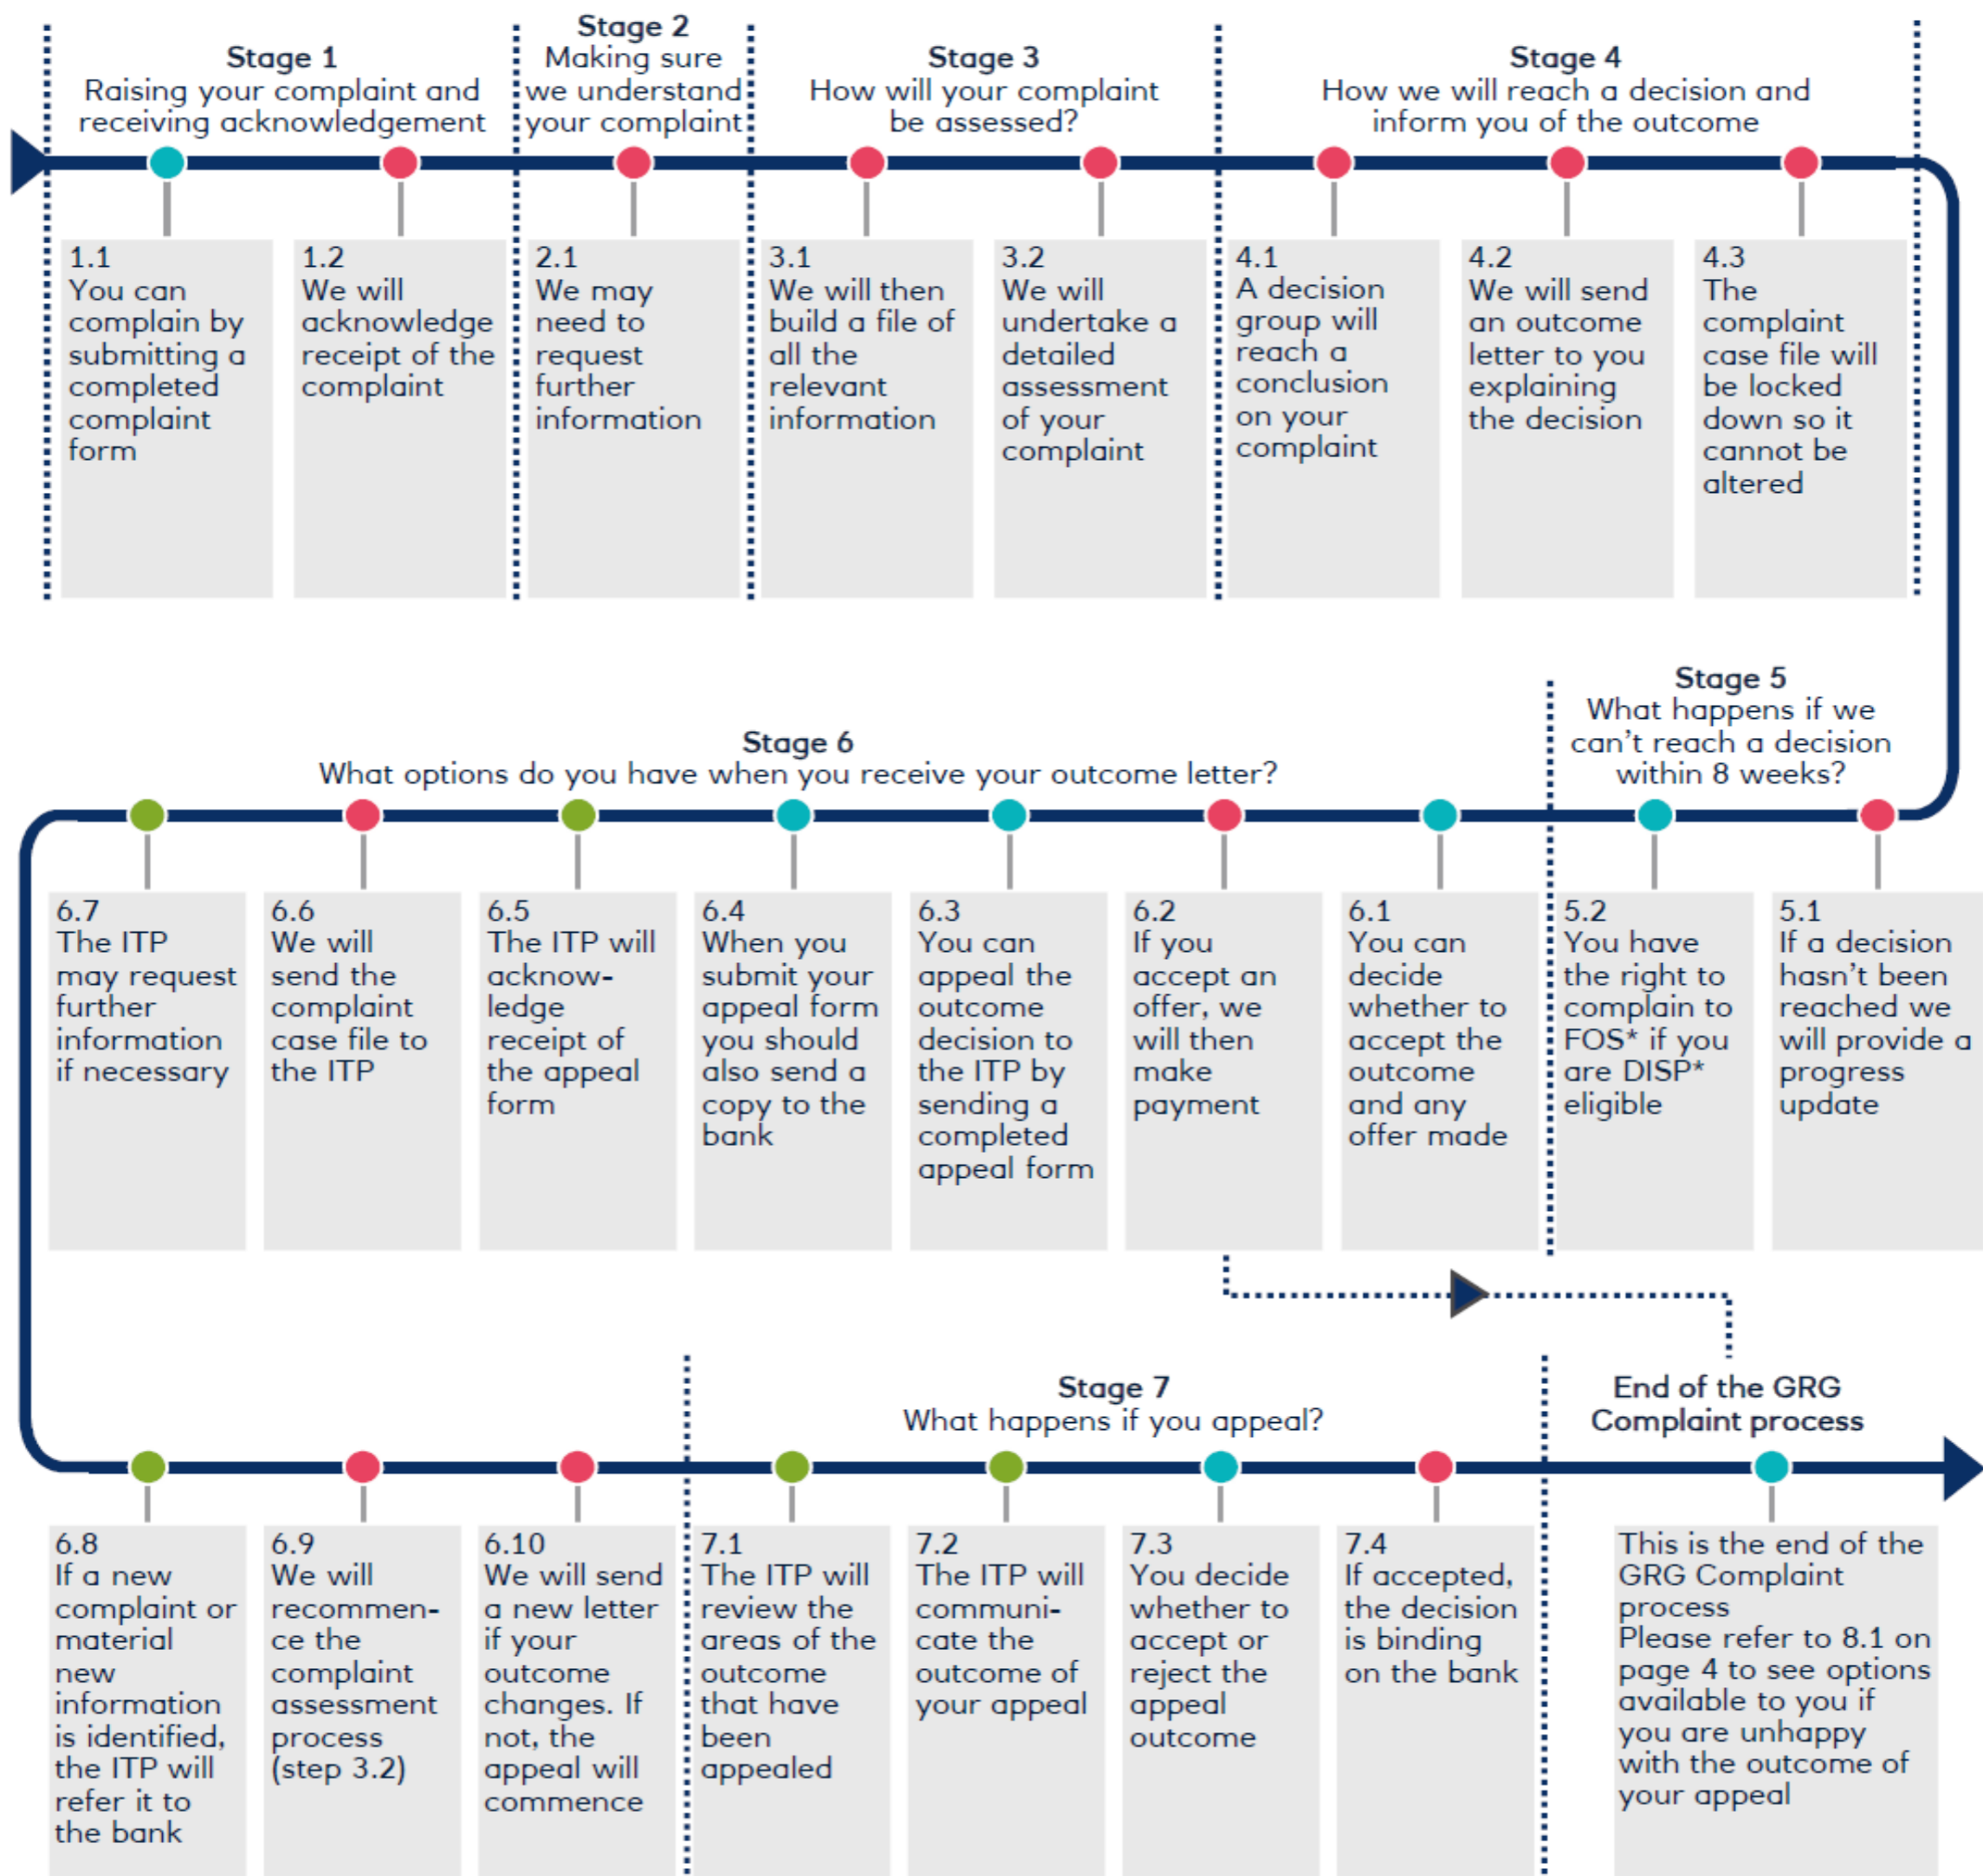 Stage 1
Raising your complaint and
receiving acknowledgement
Stage 2
Making sure
we understand
your complaint
Stage 3
How will your complaint
be assessed?
Stage 4
How we will reach a decision and
inform you of the outcome
1.1
You can
complain by
submitting a
completed
complaint
form
1.2
We will
acknowledge
receipt of the
complaint
2.1
We may
need to
request
further
information
3.1
We will then
build a file of
all the
relevant
information
3.2
We will
undertake a
detailed
assessment
of your
complaint
4.1
A decision
group will
reach a
conclusion
on your
complaint
4.2
We will send
an outcome
letter to you
explaining
the decision
4.3
The
complaint
case file will
be locked
down so it
cannot be
altered
Stage 5
What happens if we
can't reach a decision
within 8 weeks?
5.1
If a decision
hasn't been
reached we
will provide a
progress
update
5.2
You have
the right to
complain to
FOS* if you
are DISP*
eligible
Stage 6
What options do you have when you receive your outcome letter?
6.1
You can
decide
whether to
accept the
outcome
and any
offer made
6.2
If you
accept an
offer, we
will then
make
payment
6.3
You can
appeal the
outcome
decision to
the ITP by
sending a
completed
appeal form
6.4
When you
submit your
appeal form
you should
also send a
copy to the
bank
6.5
The ITP will
acknow-
ledge
receipt of
the appeal
form
6.6
We will
send the
complaint
case file to
the ITP
6.7
The ITP
may request
further
information
if necessary
6.8
If a new
complaint or
material
new
information
is identified,
the ITP will
refer it to
the bank
6.9
We will
recommen-
ce the
complaint
assessment
process
(step 3.2)
6.10
We will send
a new letter
if your
outcome
changes. If
not, the
appeal will
commence
Stage 7
What happens if you appeal?
7.1
The ITP will
review the
areas of the
outcome
that have
been
appealed
7.2
The ITP will
communi-
cate the
outcome of
your appeal
7.3
You decide
whether to
accept or
reject the
appeal
outcome
7.4
If accepted,
the decision
is binding
on the bank
End of the GRG
Complaint process
This is the end of the
GRG Complaint
process
Please refer to 8.1 on
page 4 to see options
available to you if
you are unhappy
with the outcome of
your appeal